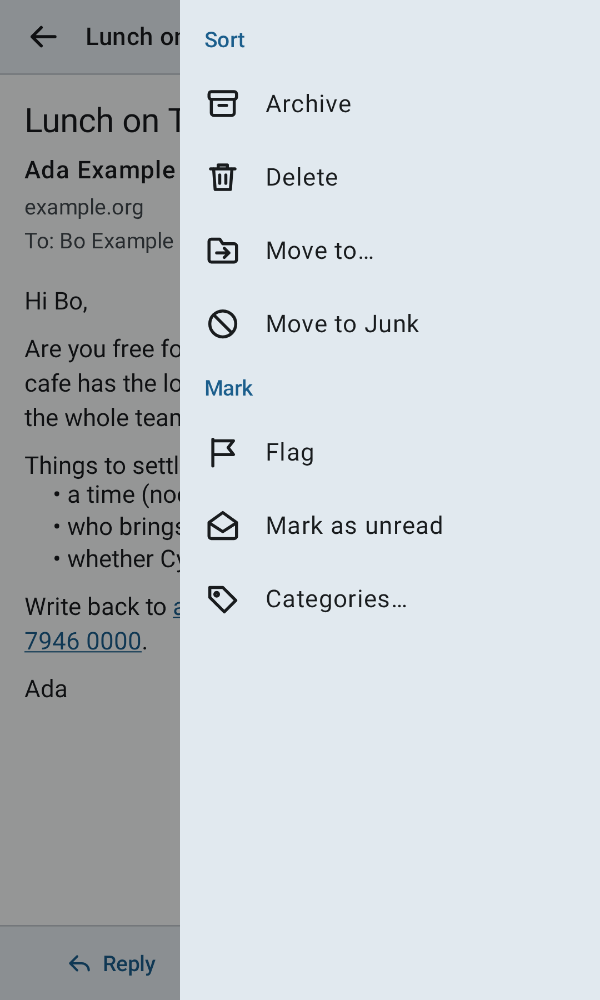 Lunch on
Lunch on T
Ada Example
example.org
To: Bo Example
Hi Bo,
Are you free fo
cafe has the lo
the whole team
Things to settl
• a time (noo
• who brings
• whether Cy
Write back to a
7946 0000.
Ada
Reply
Sort
Archive
Delete
Move to…
Move to Junk
Mark
Flag
Mark as unread
Categories…